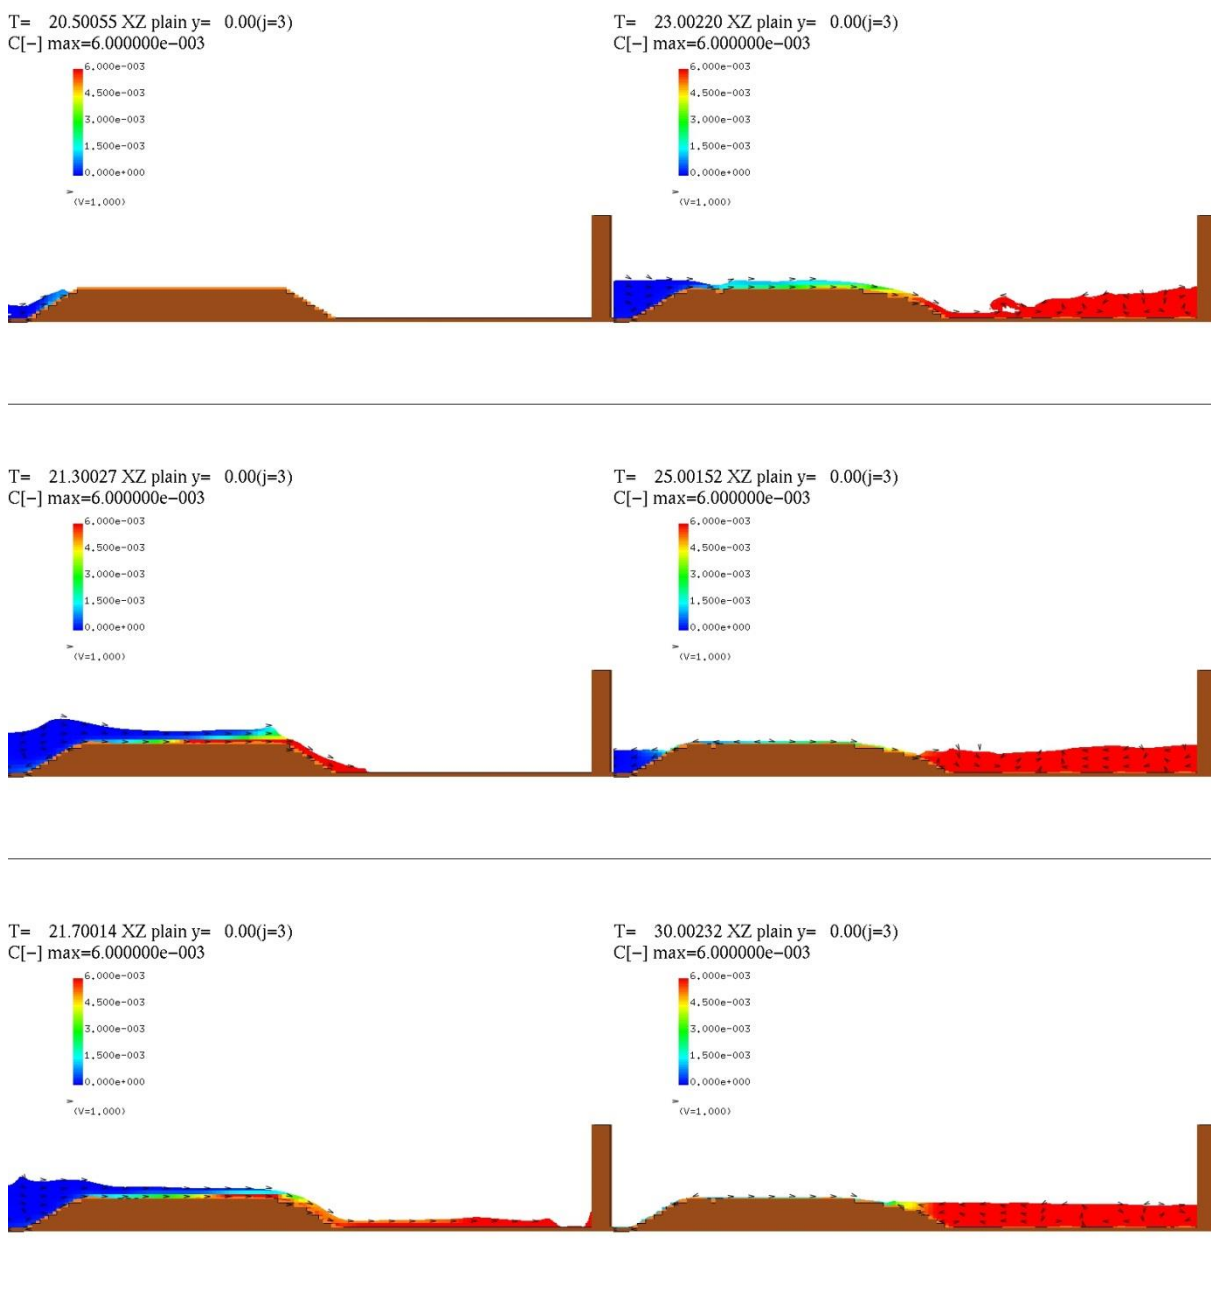 T= 20.50055 XZ plain y= 0.00(j=3)
C[−] max=6.000000e−003
6.000e-003
4.500e-003
3.000e-003
1.500e-003
0.000e+000
(V=1.000)
T= 23.00220 XZ plain y= 0.00(j=3)
C[−] max=6.000000e−003
6.000e-003
4.500e-003
3.000e-003
1.500e-003
0.000e+000
(V=1.000)
T= 21.30027 XZ plain y= 0.00(j=3)
C[−] max=6.000000e−003
6.000e-003
4.500e-003
3.000e-003
1.500e-003
0.000e+000
(V=1.000)
T= 25.00152 XZ plain y= 0.00(j=3)
C[−] max=6.000000e−003
6.000e-003
4.500e-003
3.000e-003
1.500e-003
0.000e+000
(V=1.000)
T= 21.70014 XZ plain y= 0.00(j=3)
C[−] max=6.000000e−003
6.000e-003
4.500e-003
3.000e-003
1.500e-003
0.000e+000
(V=1.000)
T= 30.00232 XZ plain y= 0.00(j=3)
C[−] max=6.000000e−003
6.000e-003
4.500e-003
3.000e-003
1.500e-003
0.000e+000
(V=1.000)